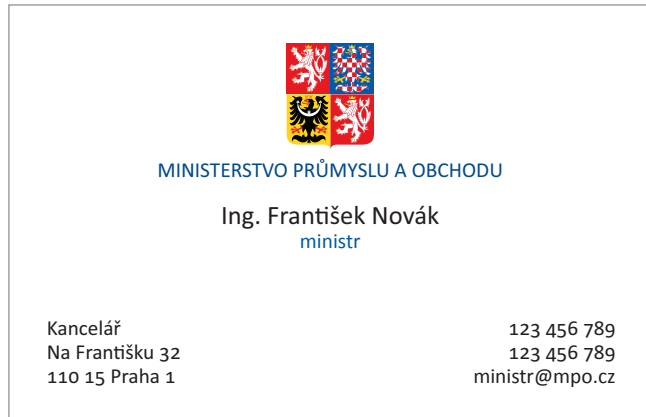 MINISTERSTVO PRŮMYSLU A OBCHODU
Ing. František Novák
ministr
Kancelář
Na Františku 32
110 15 Praha 1
123 456 789
123 456 789
ministr@mpo.cz